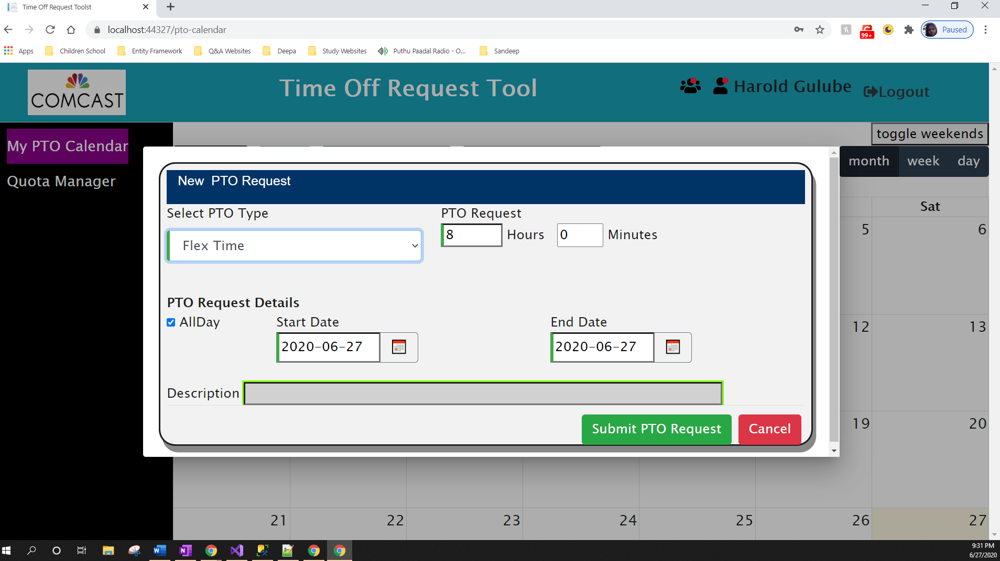 Time Off Request Toolst
localhost:44327/pto-calendar
99+
Paused
Apps
Children School
Entity Framework
Q&A Websites
Deepa
Study Websites
Puthu Paadal Radio - O...
Sandeep
COMCAST
Time Off Request Tool
Harold Gulube
Logout
My PTO Calendar
Quota Manager
toggle weekends
month week day
Sat
New PTO Request
Select PTO Type
PTO Request
Flex Time
8 Hours 0 Minutes
PTO Request Details
AllDay
Start Date
End Date
2020-06-27
2020-06-27
Description
Submit PTO Request
Cancel
5 6
12 13
19 20
21 22 23 24 25 26 27
9:31 PM
6/27/2020